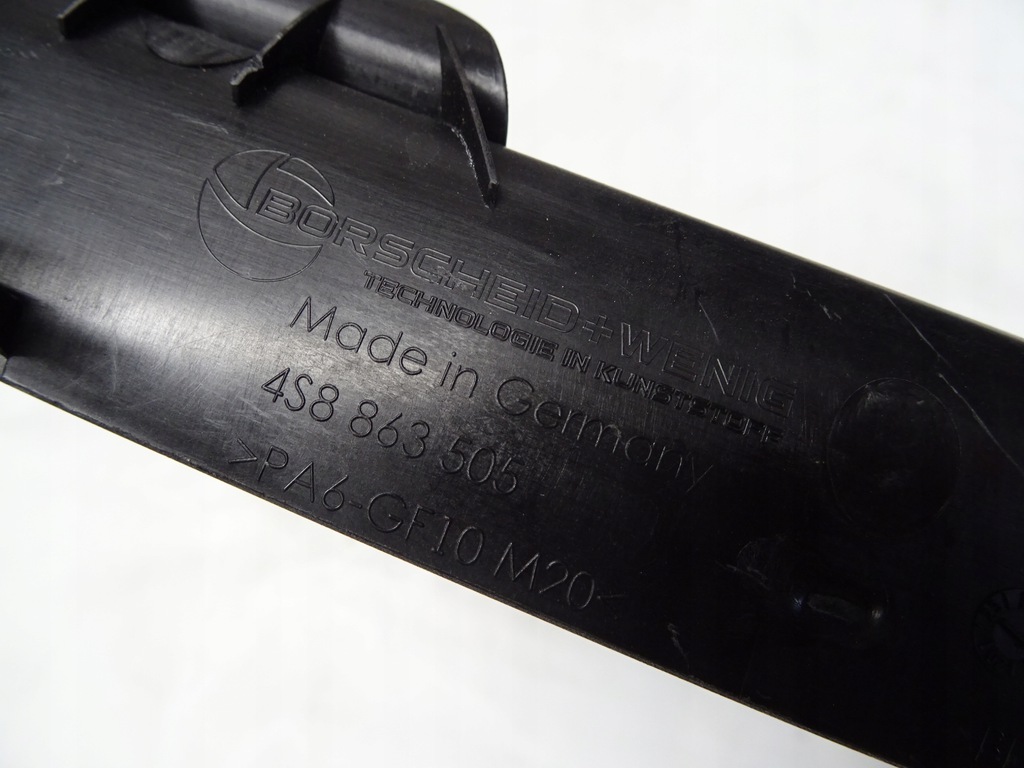 BORSCHEID+WENIG
TECHNOLOGIE IN KUNSTSTOFF
Made in Germany
4S8 863 505
>PA6-GF10 M20<